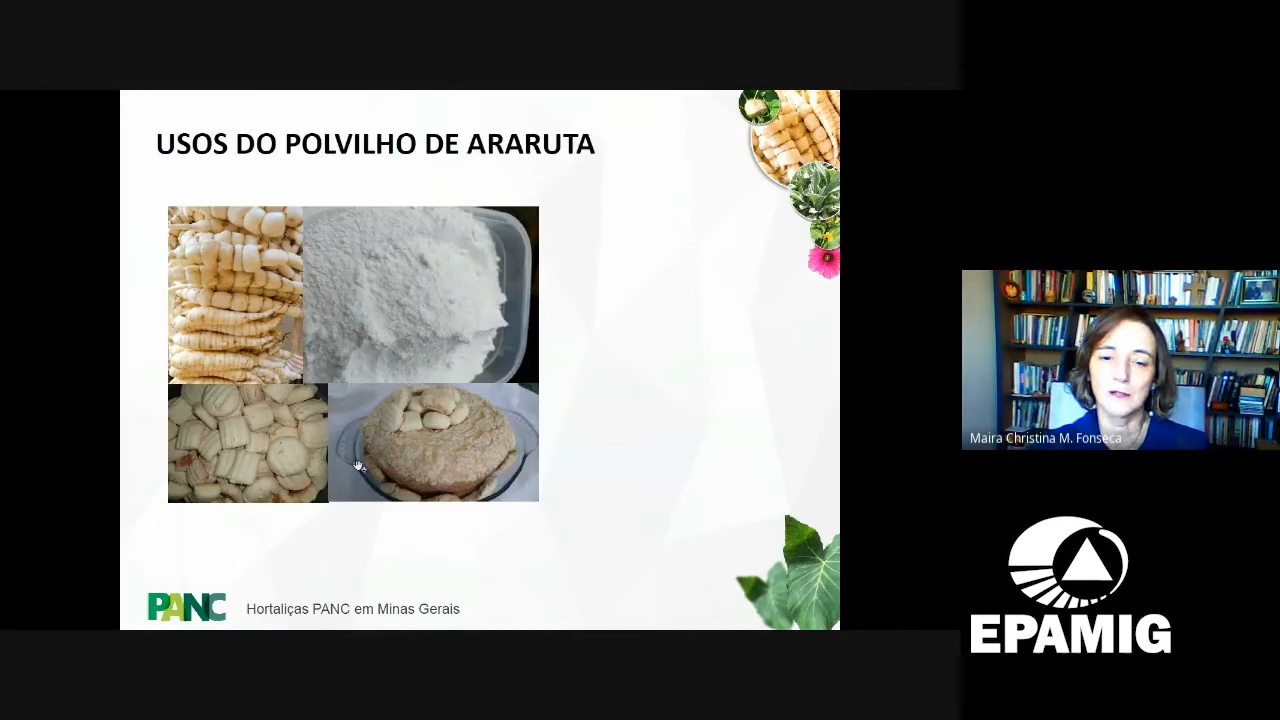 USOS DO POLVILHO DE ARARUTA
Maira Christina M. Fonseca
EPAMIG
PANC
Hortaliças PANC em Minas Gerais